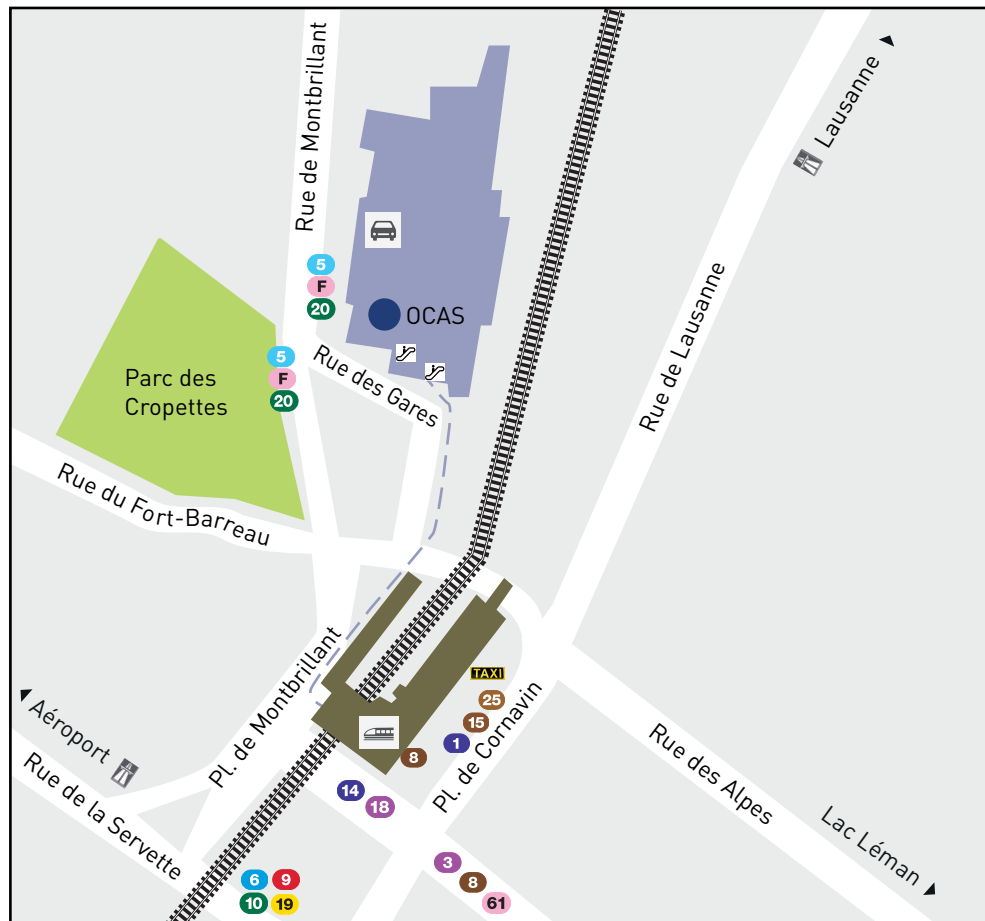 Rue de Montbrillant
Lausanne
5
F
20
OCAS
Rue de Lausanne
5
F
20
Rue des Gares
Parc des
Cropettes
Rue du Fort-Barreau
TAXI
25
15
1
8
Pl. de Montbrillant
Aéroport
Pl. de Cornavin
Rue des Alpes
14
18
Rue de la Servette
Lac Léman
3
8
61
6
9
10
19